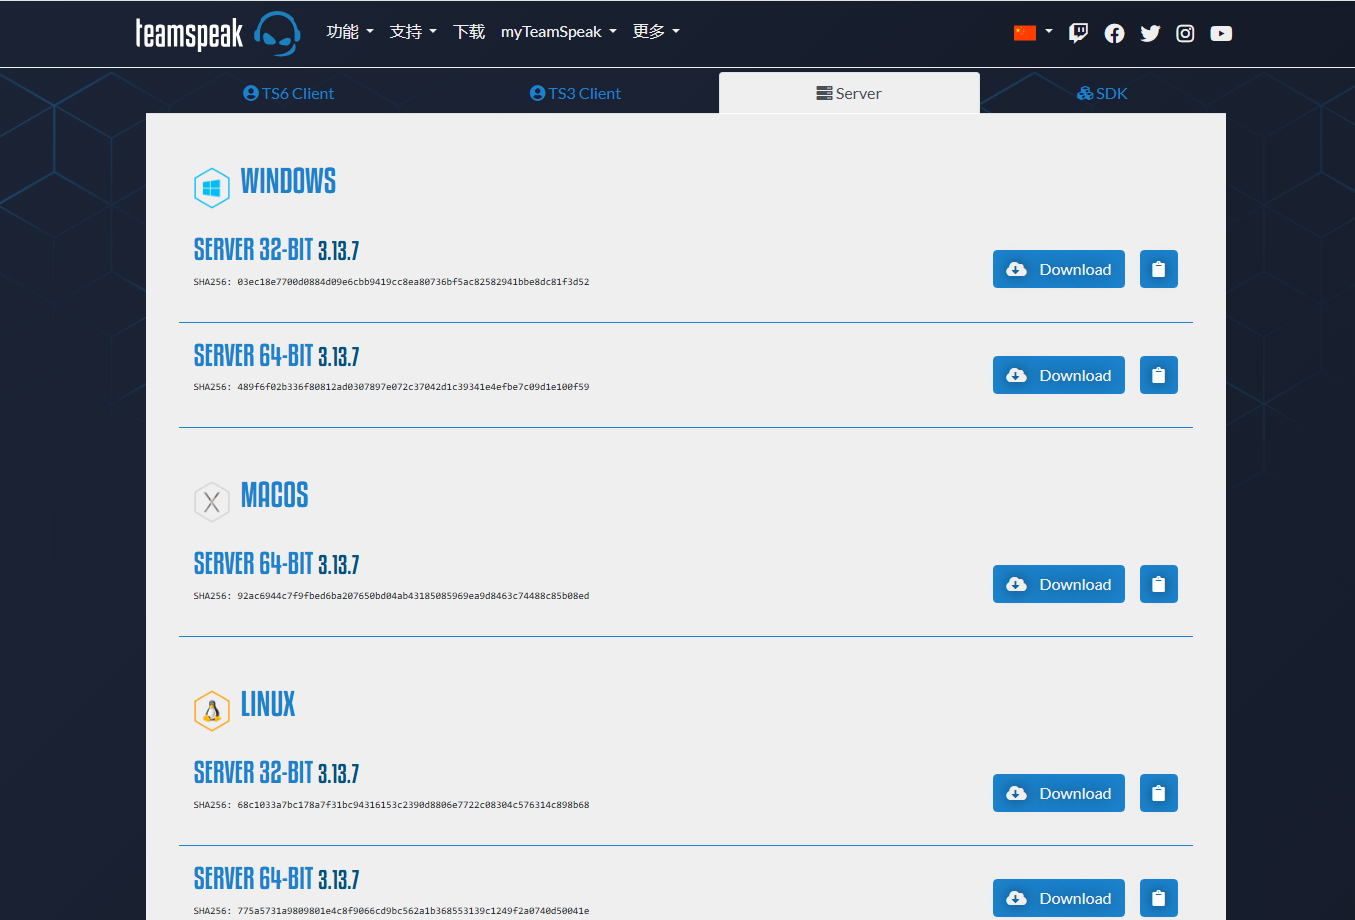 teamspeak 功能 支持 下载 myTeamSpeak 更多
TS6 Client TS3 Client Server SDK
WINDOWS
SERVER 32-BIT 3.13.7
SHA256: 03ec18e7700d0884d09e6cbb9419cc8ea80736bf5ac82582941bbe8dc81f3d52
Download
SERVER 64-BIT 3.13.7
SHA256: 489f6f02b336f80812ad0307897e072c37042d1c39341e4efbe7c09d1e100f59
Download
MACOS
SERVER 64-BIT 3.13.7
SHA256: 92ac6944c7f9fbed6ba207650bd04ab43185085969ea9d8463c74488c85b08ed
Download
LINUX
SERVER 32-BIT 3.13.7
SHA256: 68c1033a7bc178a7f31bc94316153c2390d8806e7722c08304c576314c898b68
Download
SERVER 64-BIT 3.13.7
SHA256: 775a5731a9809801e4c8f9066cd9bc562a1b368553139c1249f2a0740d50041e
Download